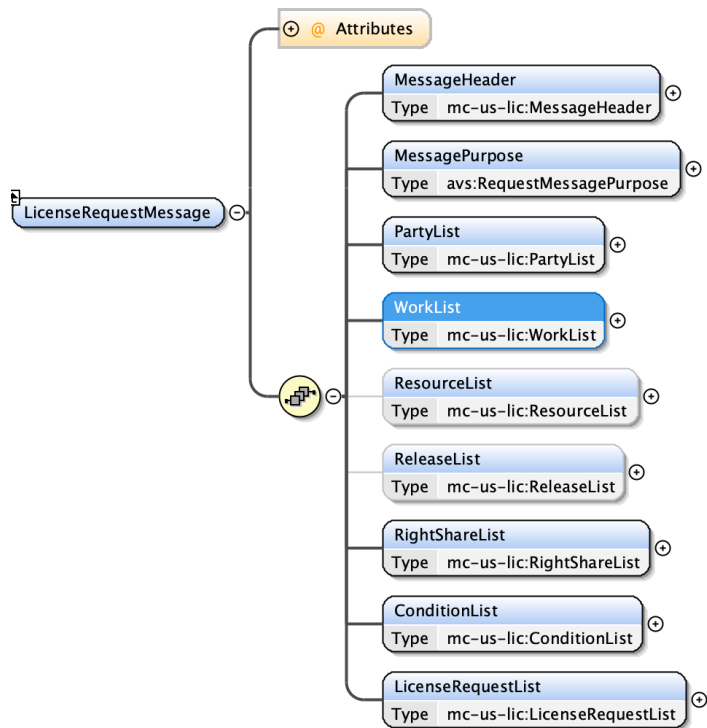 @ Attributes
MessageHeader
Type mc-us-lic:MessageHeader
MessagePurpose
Type avs:RequestMessagePurpose
LicenseRequestMessage
PartyList
Type mc-us-lic:PartyList
WorkList
Type mc-us-lic:WorkList
ResourceList
Type mc-us-lic:ResourceList
ReleaseList
Type mc-us-lic:ReleaseList
RightShareList
Type mc-us-lic:RightShareList
ConditionList
Type mc-us-lic:ConditionList
LicenseRequestList
Type mc-us-lic:LicenseRequestList